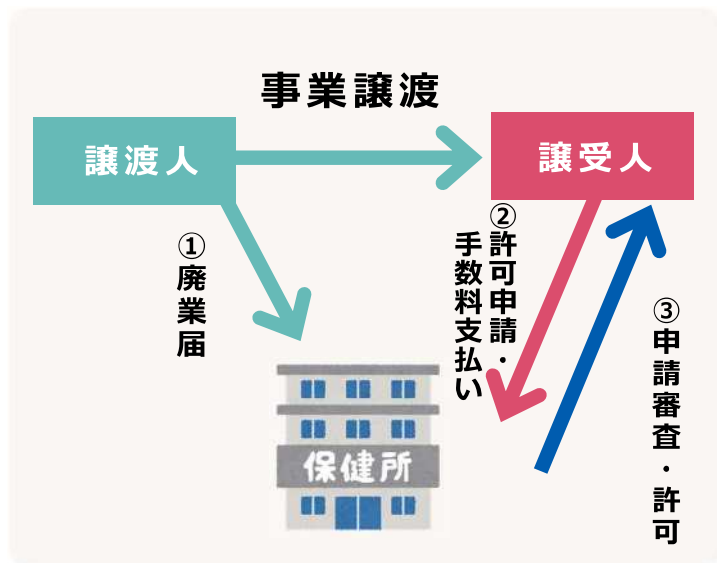 事業譲渡
譲渡人
譲受人
①廃業届
②許可申請・
手数料支払い
③申請審査・許可
保健所